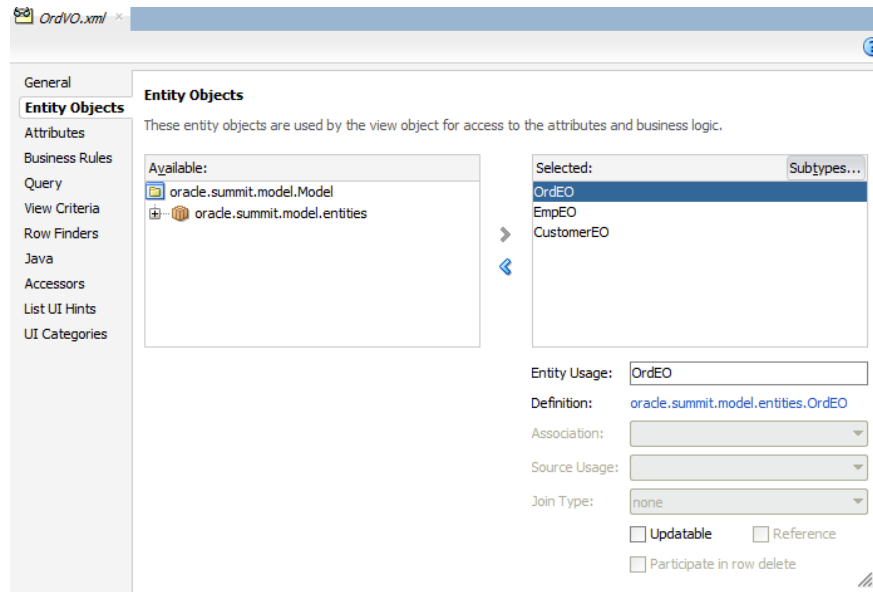 OrdVO.xml
General
Entity Objects
Attributes
Business Rules
Query
View Criteria
Row Finders
Java
Accessors
List UI Hints
UI Categories
Entity Objects
These entity objects are used by the view object for access to the attributes and business logic.
Available:
oracle.summit.model.Model
oracle.summit.model.entities
Selected:
Subtypes...
OrdEO
EmpEO
CustomerEO
Entity Usage: OrdEO
Definition: oracle.summit.model.entities.OrdEO
Association:
Source Usage:
Join Type: none
Updatable Reference
Participate in row delete